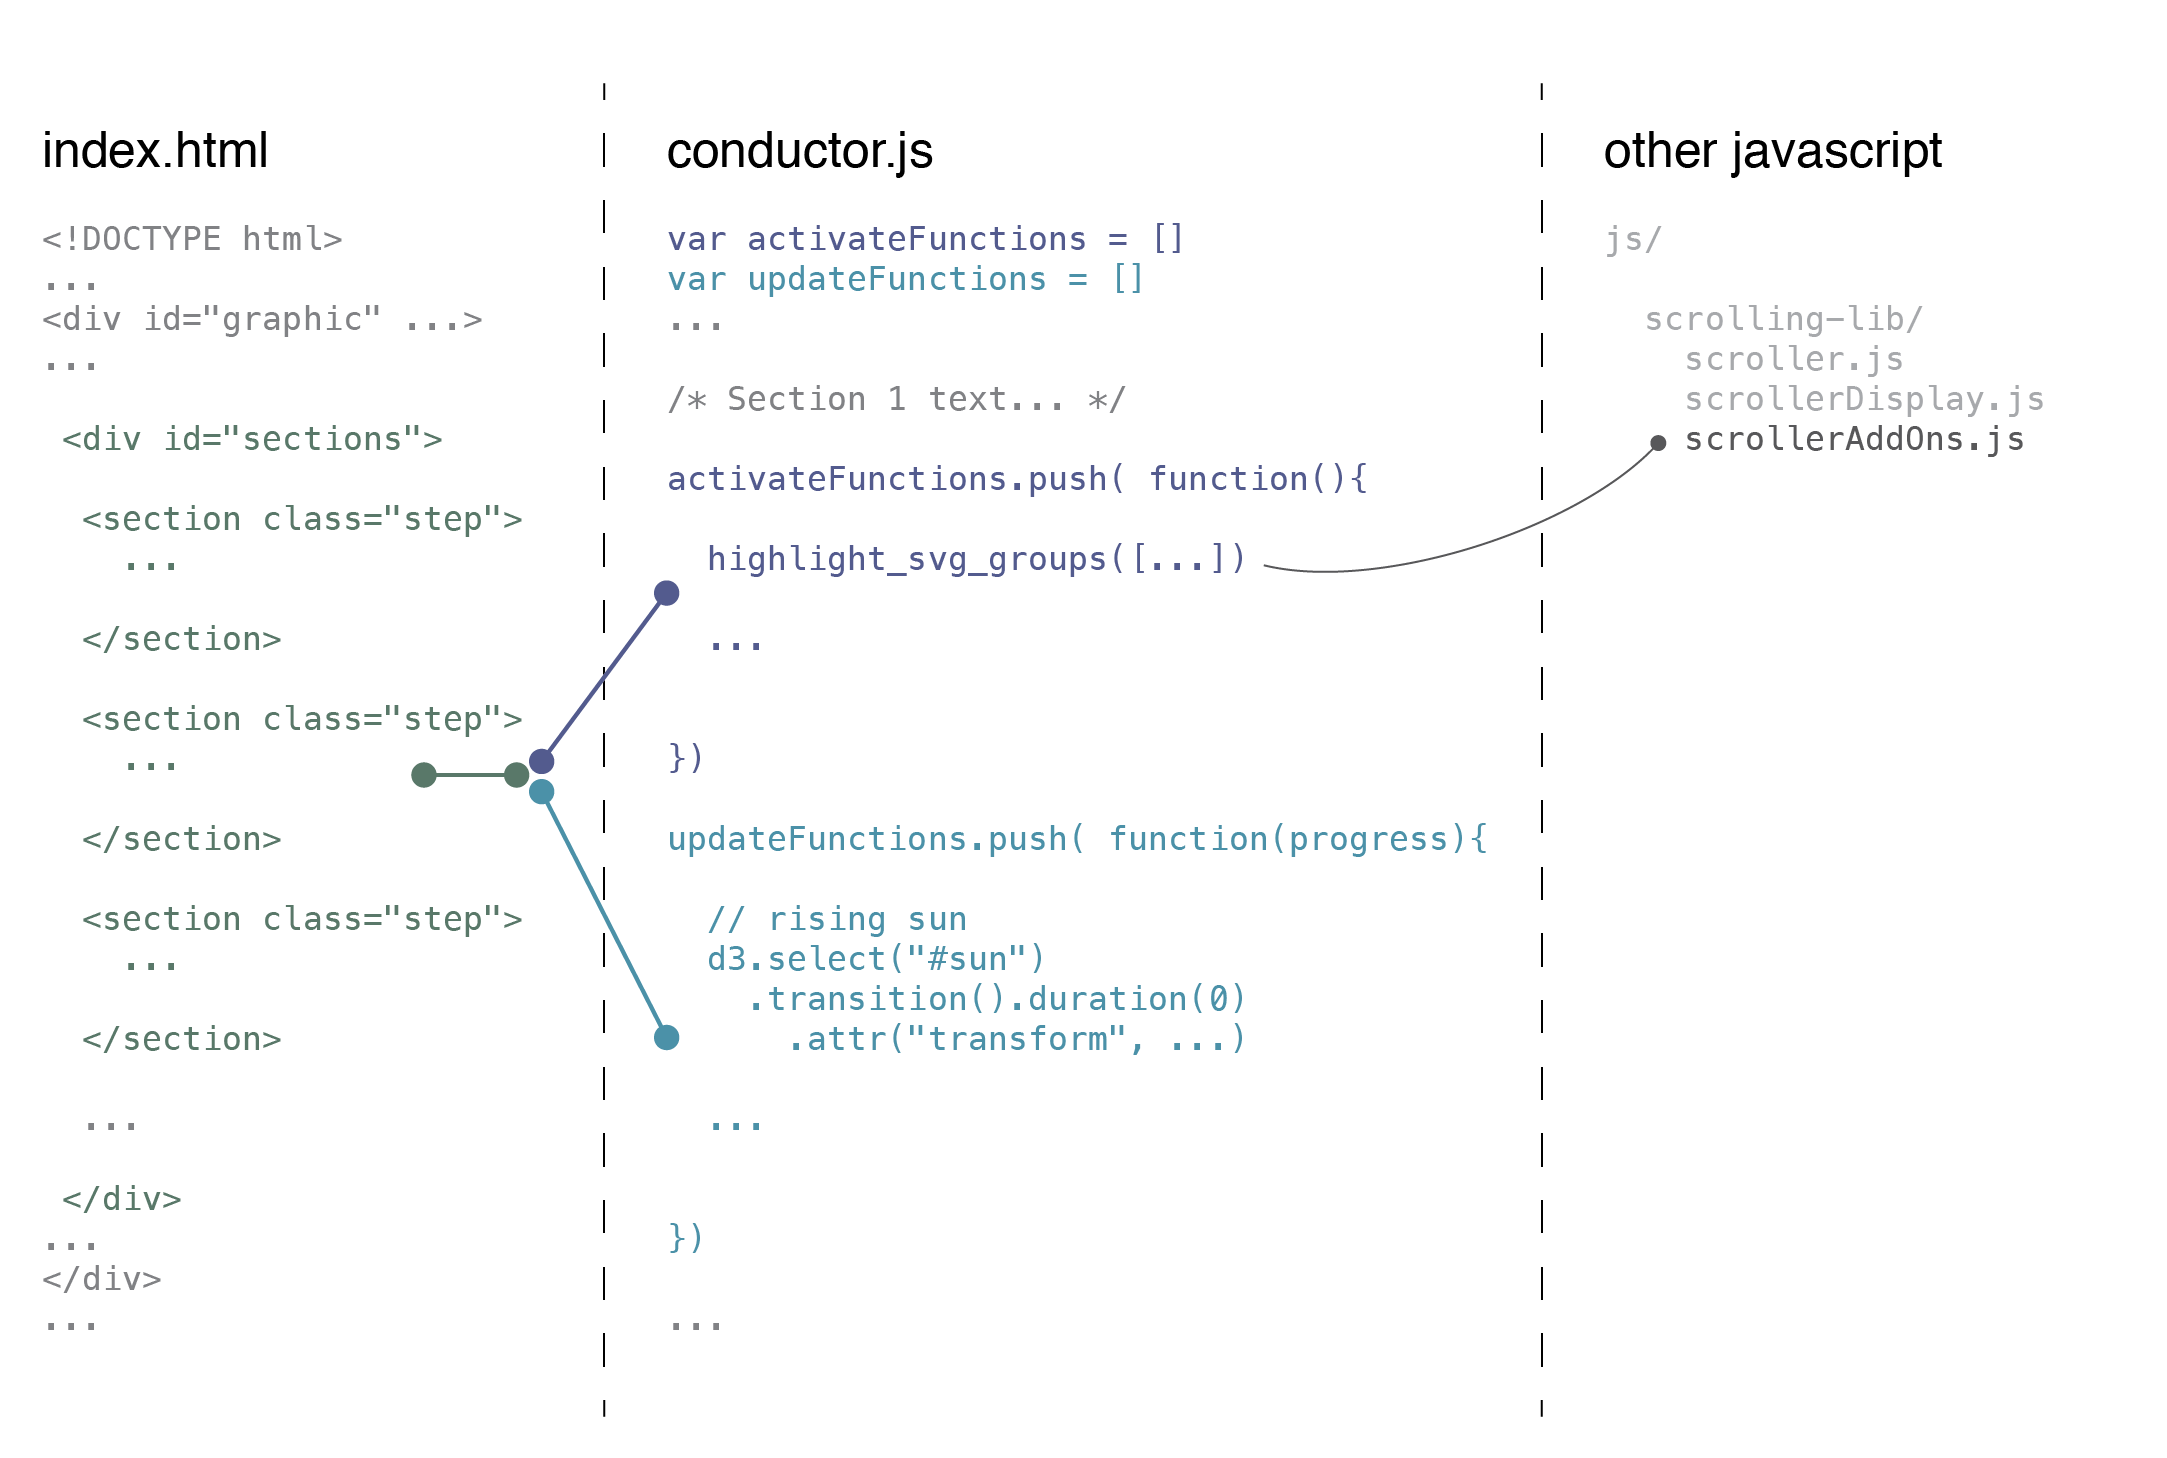 index.html
<!DOCTYPE html>
...
<div id="graphic" ...>
...
<div id="sections">
<section class="step">
...
</section>
<section class="step">
...
</section>
<section class="step">
...
</section>
...
</div>
...
</div>
...
conductor.js
var activateFunctions = []
var updateFunctions = []
...
/* Section 1 text... */
activateFunctions.push( function(){
highlight_svg_groups([...])
...
})
updateFunctions.push( function(progress){
// rising sun
d3.select("#sun")
.transition().duration(0)
.attr("transform", ...)
...
})
...
other javascript
js/
scrolling-lib/
scroller.js
scrollerDisplay.js
scrollerAddOns.js